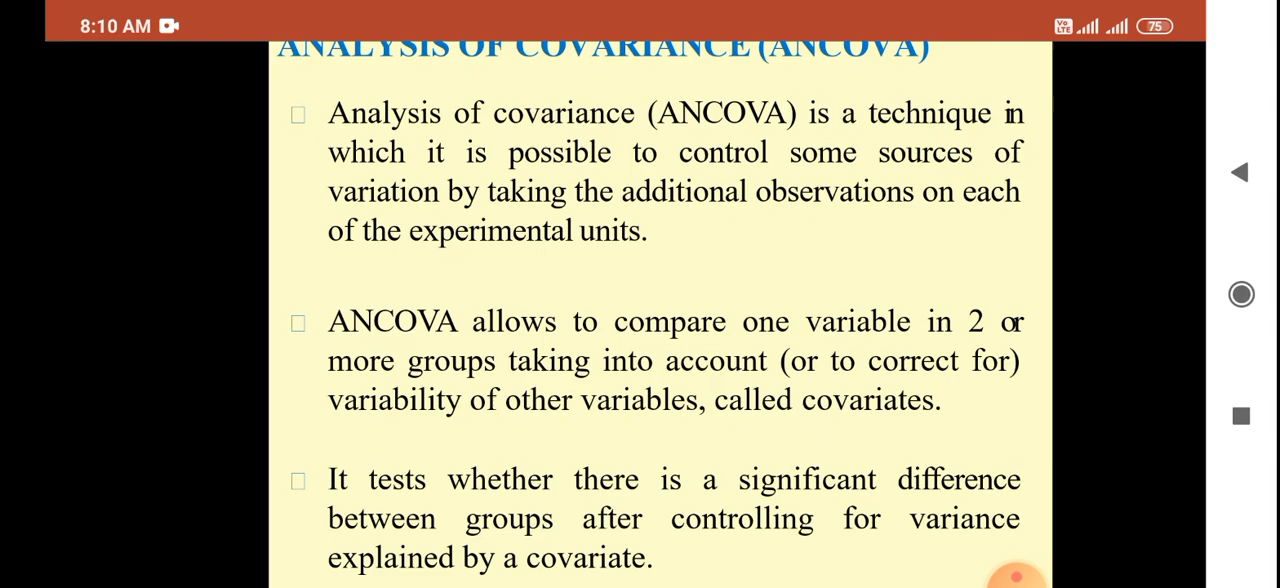 8:10 AM
Vo LTE 75
ANALYSIS OF COVARIANCE (ANCOVA)
Analysis of covariance (ANCOVA) is a technique in
which it is possible to control some sources of
variation by taking the additional observations on each
of the experimental units.
ANCOVA allows to compare one variable in 2 or
more groups taking into account (or to correct for)
variability of other variables, called covariates.
It tests whether there is a significant difference
between groups after controlling for variance
explained by a covariate.